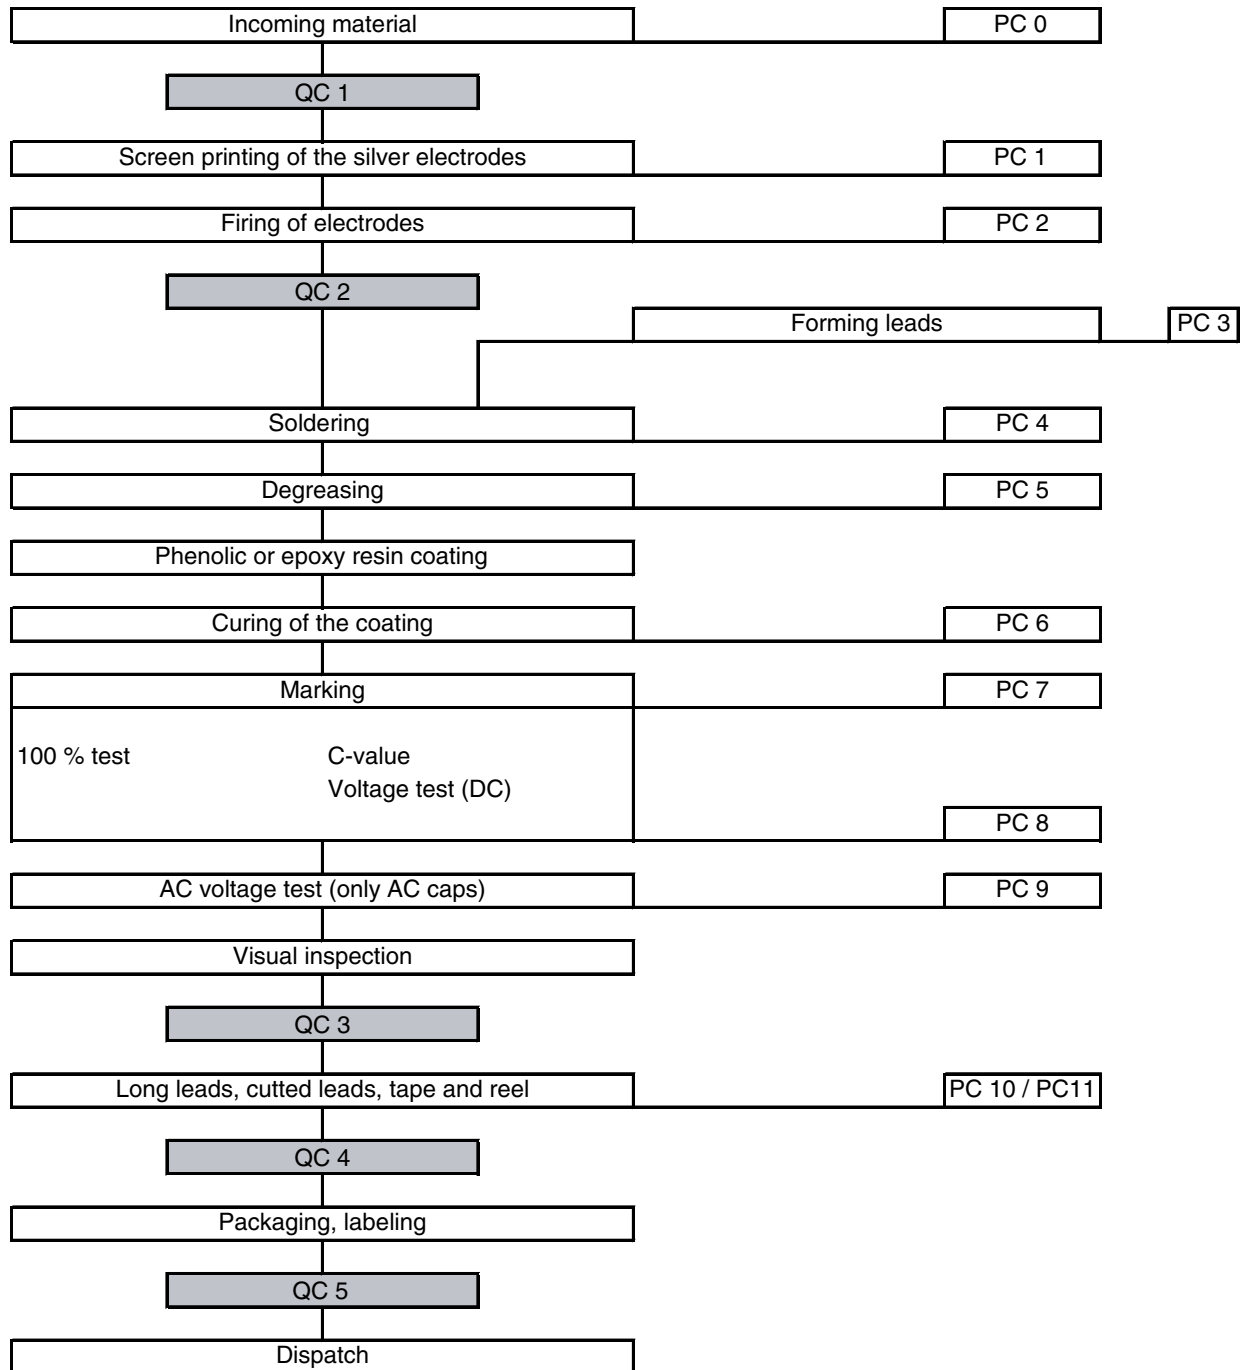 Incoming material PC 0
QC 1
Screen printing of the silver electrodes PC 1
Firing of electrodes PC 2
QC 2
Forming leads PC 3
Soldering PC 4
Degreasing PC 5
Phenolic or epoxy resin coating
Curing of the coating PC 6
Marking PC 7
100 % test C-value
Voltage test (DC)
PC 8
AC voltage test (only AC caps) PC 9
Visual inspection
QC 3
Long leads, cutted leads, tape and reel PC 10 / PC11
QC 4
Packaging, labeling
QC 5
Dispatch